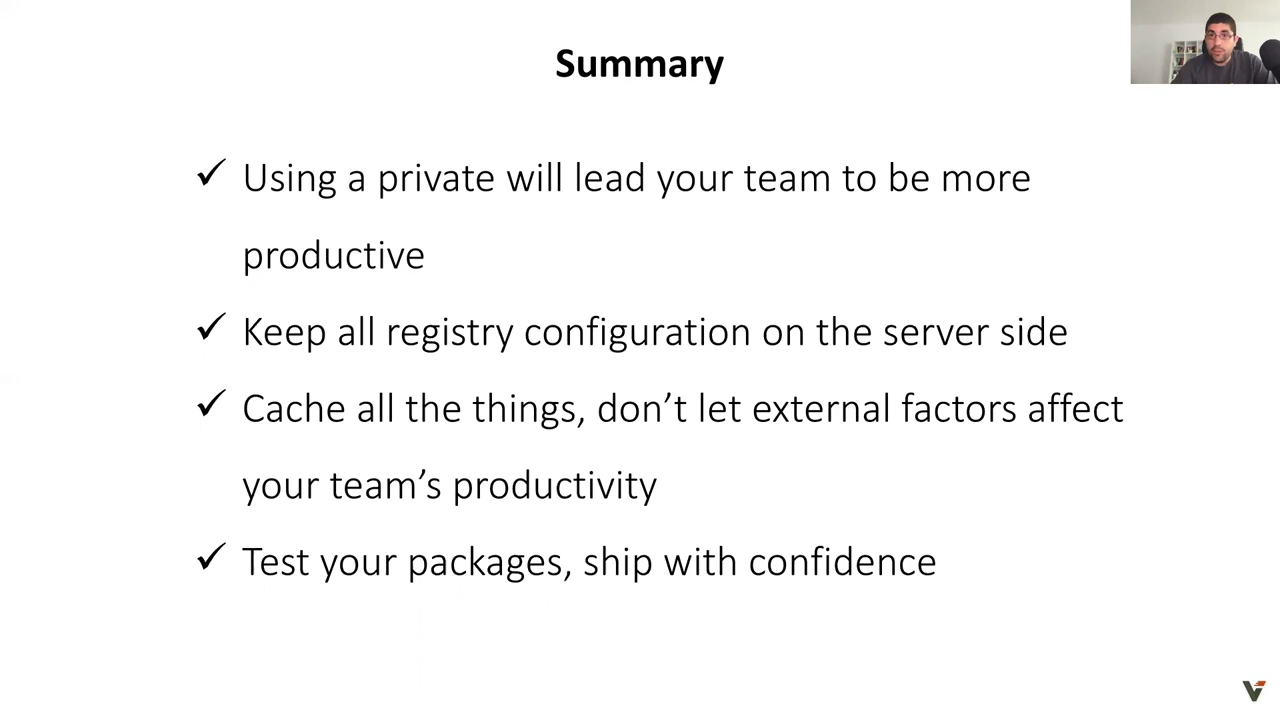 Summary
✓ Using a private will lead your team to be more
productive
✓ Keep all registry configuration on the server side
✓ Cache all the things, don’t let external factors affect
your team’s productivity
✓ Test your packages, ship with confidence